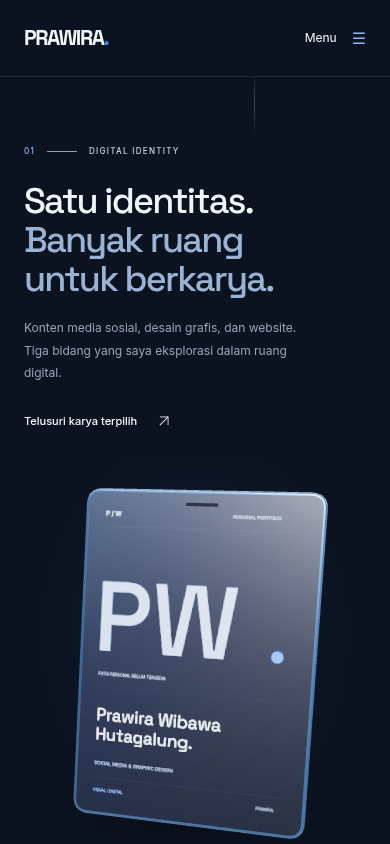 PRAWIRA.
Menu
01 DIGITAL IDENTITY
Satu identitas.
Banyak ruang
untuk berkarya.
Konten media sosial, desain grafis, dan website.
Tiga bidang yang saya eksplorasi dalam ruang
digital.
Telusuri karya terpilih
P/W PERSONAL PORTFOLIO
PW
FOTO PERSONAL BELUM TERSEDIA
Prawira Wibawa
Hutagalung.
SOCIAL MEDIA & GRAPHIC DESIGN
VISUAL / DIGITAL
PRAWIRA.